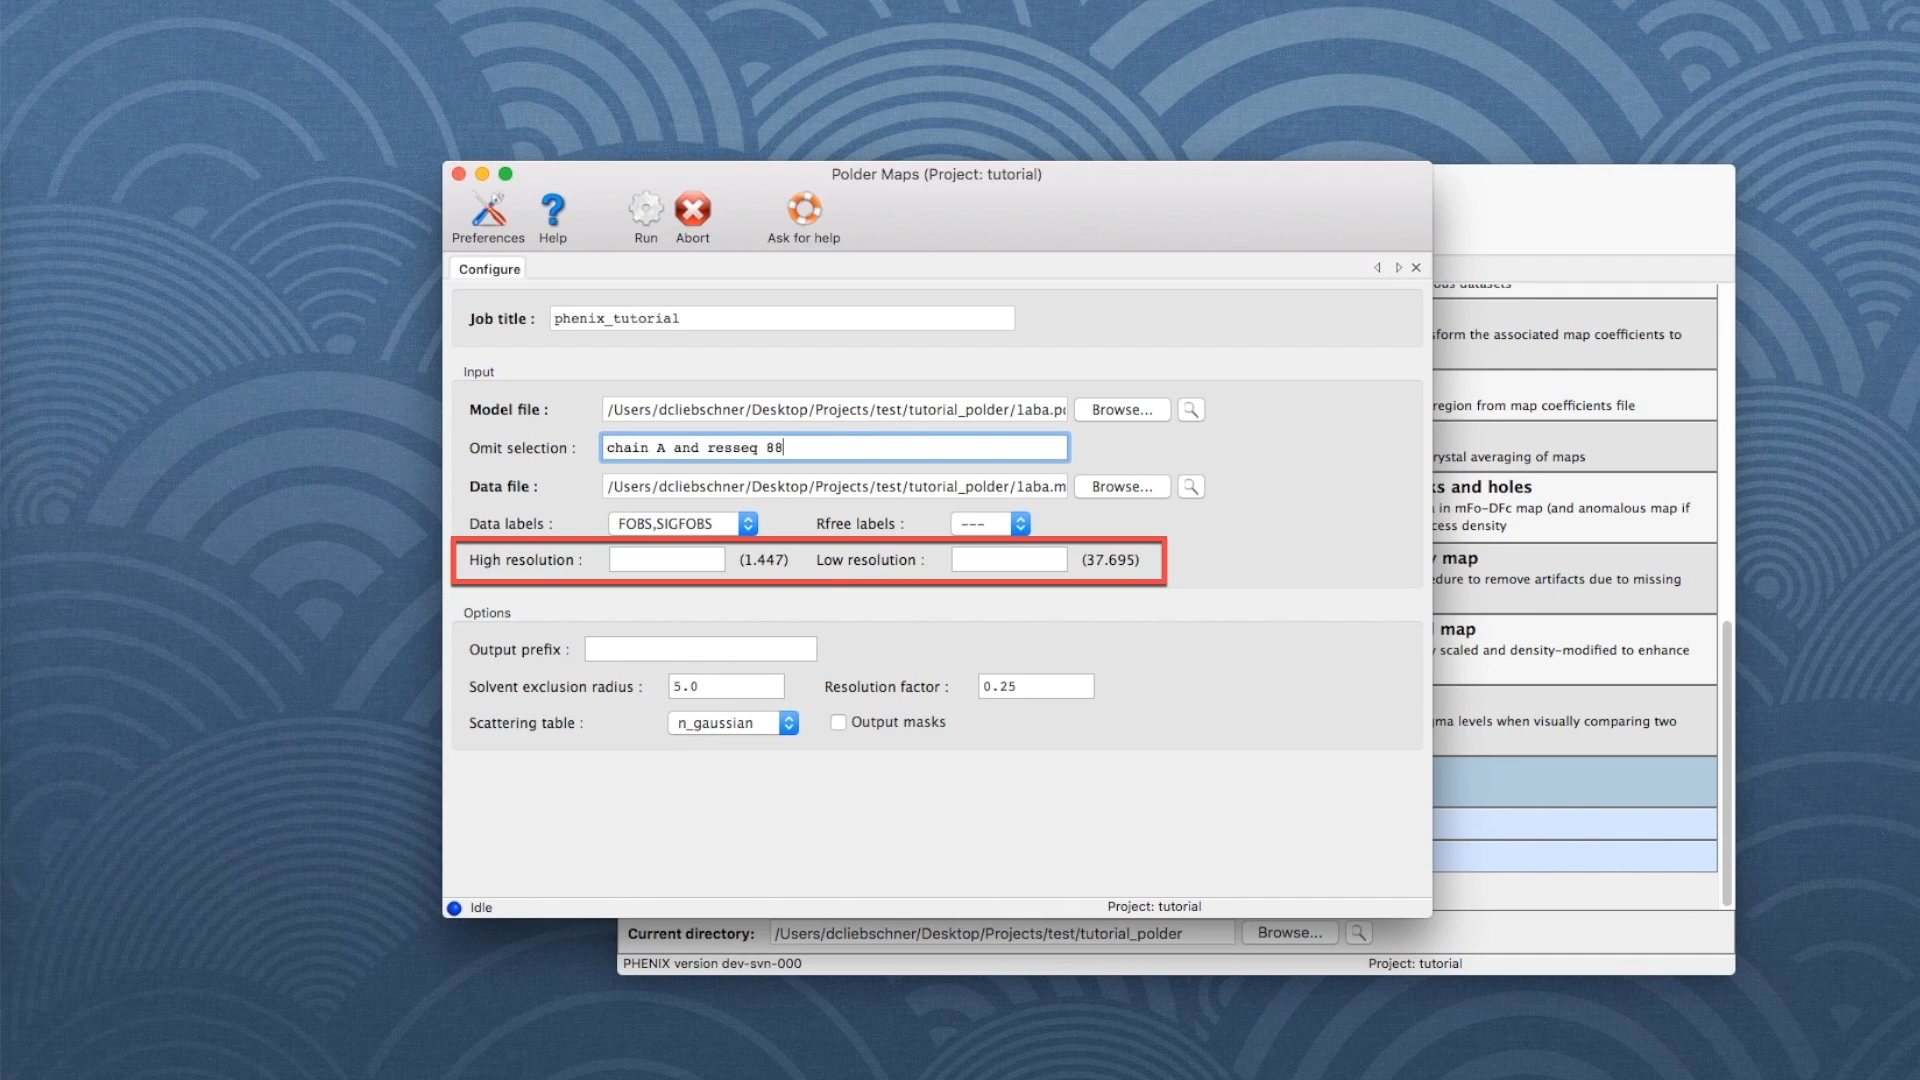 Polder Maps (Project: tutorial)
Preferences Help Run Abort Ask for help
Configure
Job title : phenix_tutorial
Input
Model file : /Users/dcliebschner/Desktop/Projects/test/tutorial_polder/1aba.p Browse...
Omit selection : chain A and resseq 88
Data file : /Users/dcliebschner/Desktop/Projects/test/tutorial_polder/1aba.m Browse...
Data labels : FOBS,SIGFOBS Rfree labels : ---
High resolution : (1.447) Low resolution : (37.695)
Options
Output prefix :
Solvent exclusion radius : 5.0 Resolution factor : 0.25
Scattering table : n_gaussian Output masks
Idle Project: tutorial
datasets
sform the associated map coefficients to
region from map coefficients file
rystal averaging of maps
ks and holes
in mFo-DFc map (and anomalous map if
cess density
map
edure to remove artifacts due to missing
map
scaled and density-modified to enhance
ma levels when visually comparing two
Current directory: /Users/dcliebschner/Desktop/Projects/test/tutorial_polder Browse...
PHENIX version dev-svn-000 Project: tutorial